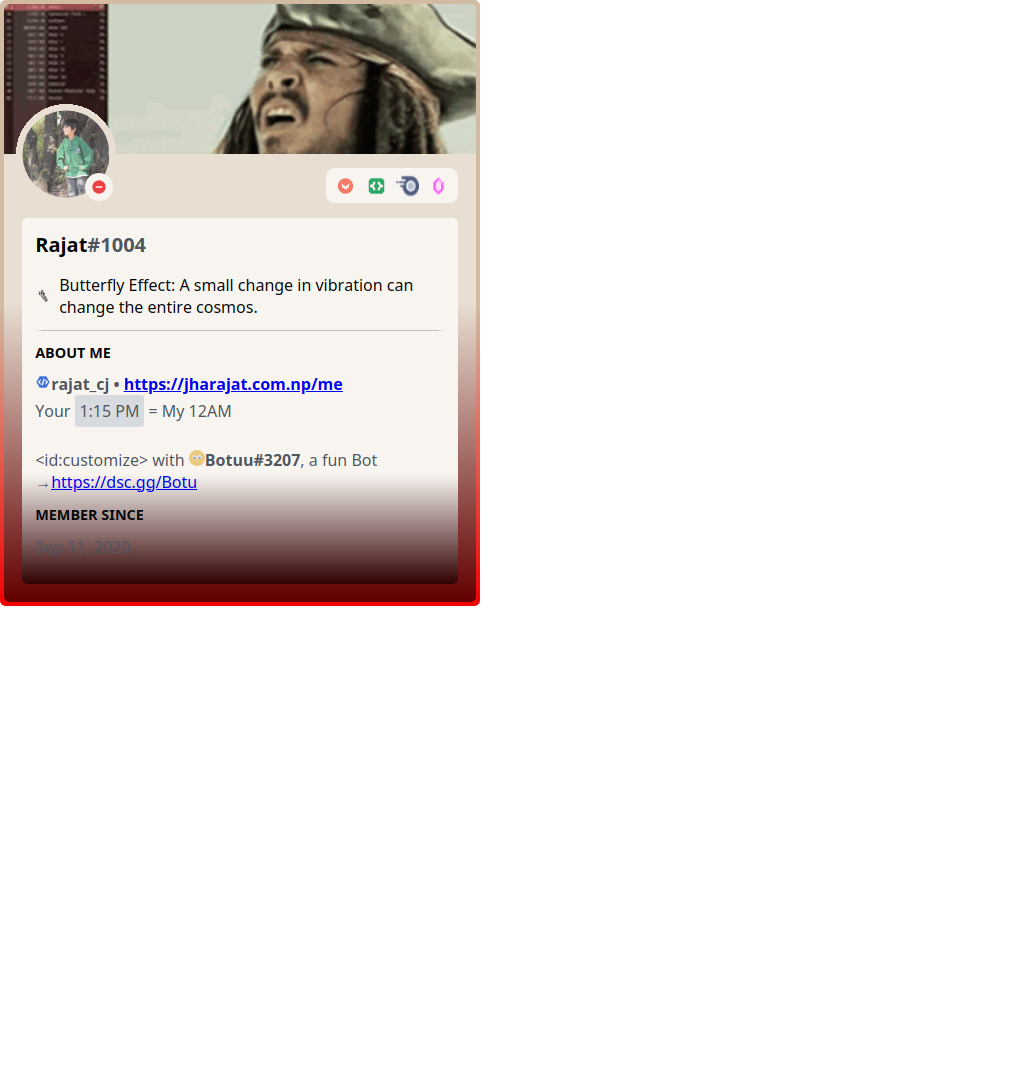 Rajat#1004
Butterfly Effect: A small change in vibration can
change the entire cosmos.
ABOUT ME
rajat_cj • https://jharajat.com.np/me
Your 1:15 PM = My 12AM
<id:customize> with Botuu#3207, a fun Bot
→https://dsc.gg/Botu
MEMBER SINCE
Sep 11, 2020